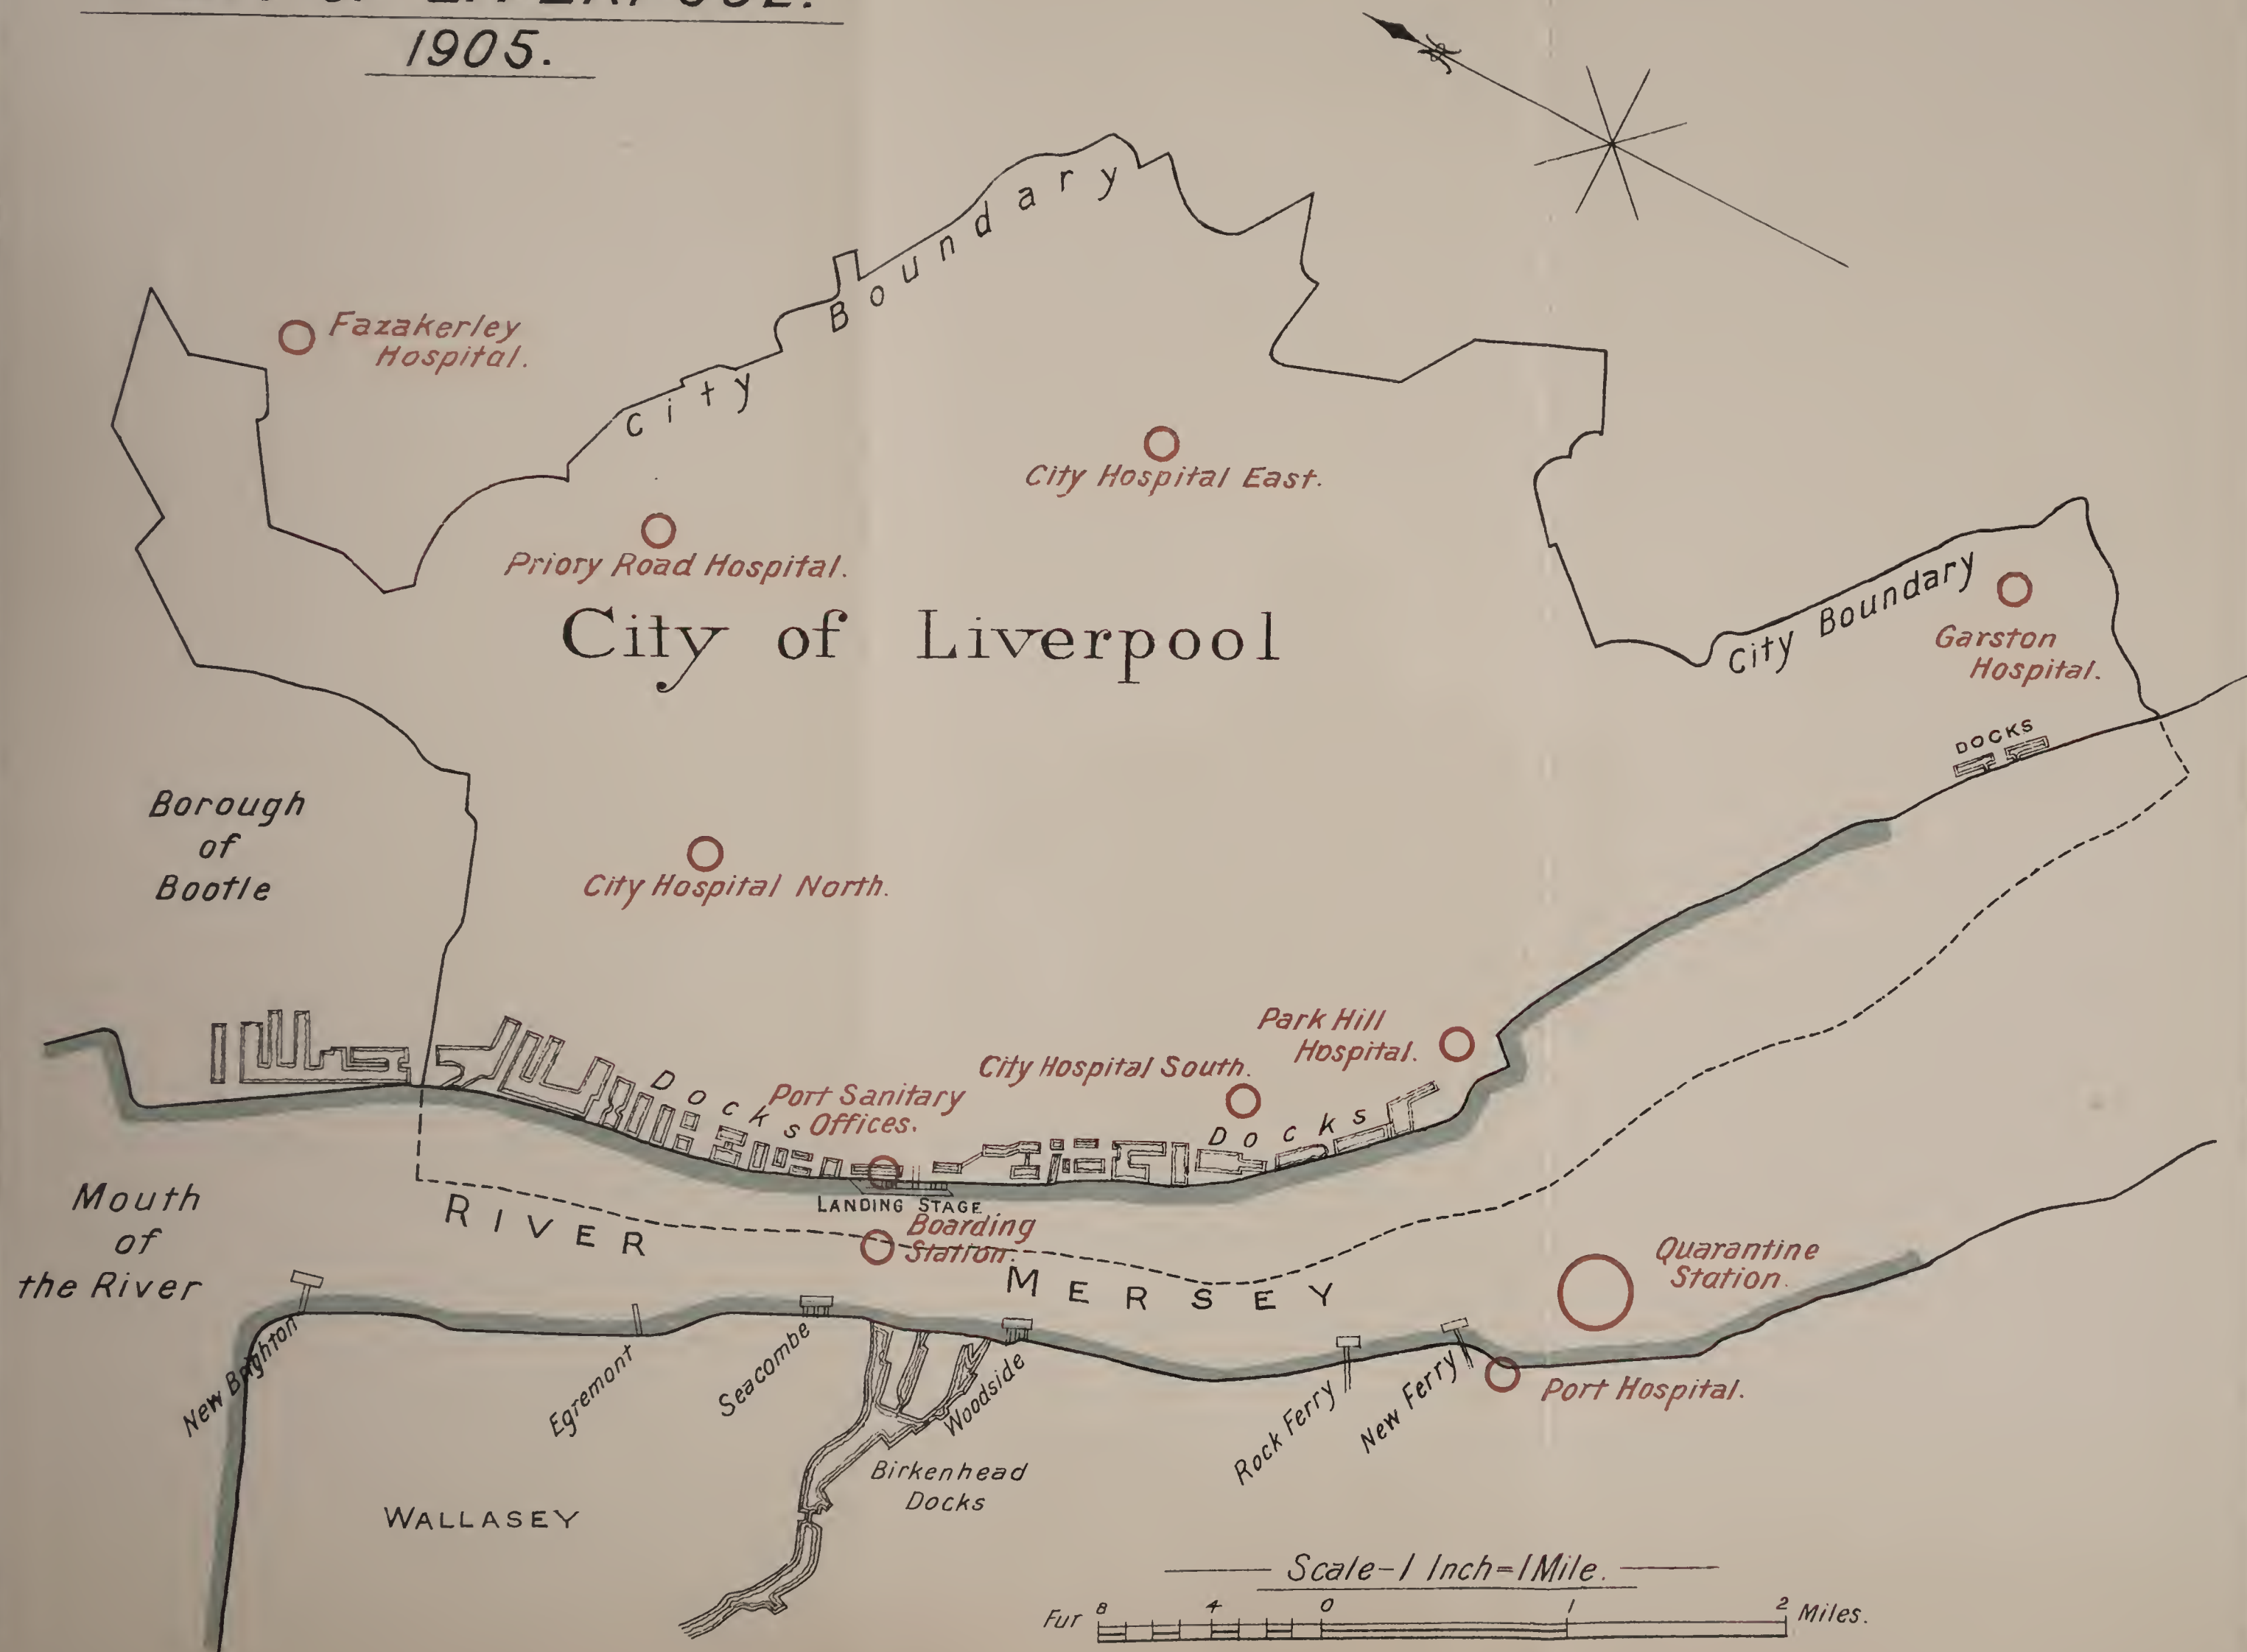 1905.
N
City Boundary
Fazakerley
Hospital.
City Hospital East.
Priory Road Hospital.
City of Liverpool
City Boundary
Garston
Hospital.
DOCKS
Borough
of
Bootle
City Hospital North.
Park Hill
Hospital.
City Hospital South.
Docks
Port Sanitary
Offices.
Docks
LANDING STAGE
Mouth
of
the River
RIVER MERSEY
Boarding
Station.
Quarantine
Station.
New Brighton
Egremont
Seacombe
Woodside
Rock Ferry
New Ferry
Port Hospital.
Birkenhead
Docks
WALLASEY
Scale-1 Inch=1 Mile.
Fur 8 4 0 1 2 Miles.